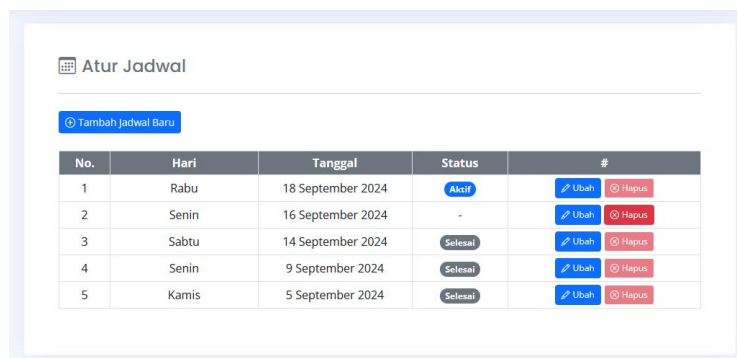 Atur Jadwal
Tambah Jadwal Baru
No. Hari Tanggal Status #
1 Rabu 18 September 2024 Aktif Ubah Hapus
2 Senin 16 September 2024 - Ubah Hapus
3 Sabtu 14 September 2024 Selesai Ubah Hapus
4 Senin 9 September 2024 Selesai Ubah Hapus
5 Kamis 5 September 2024 Selesai Ubah Hapus